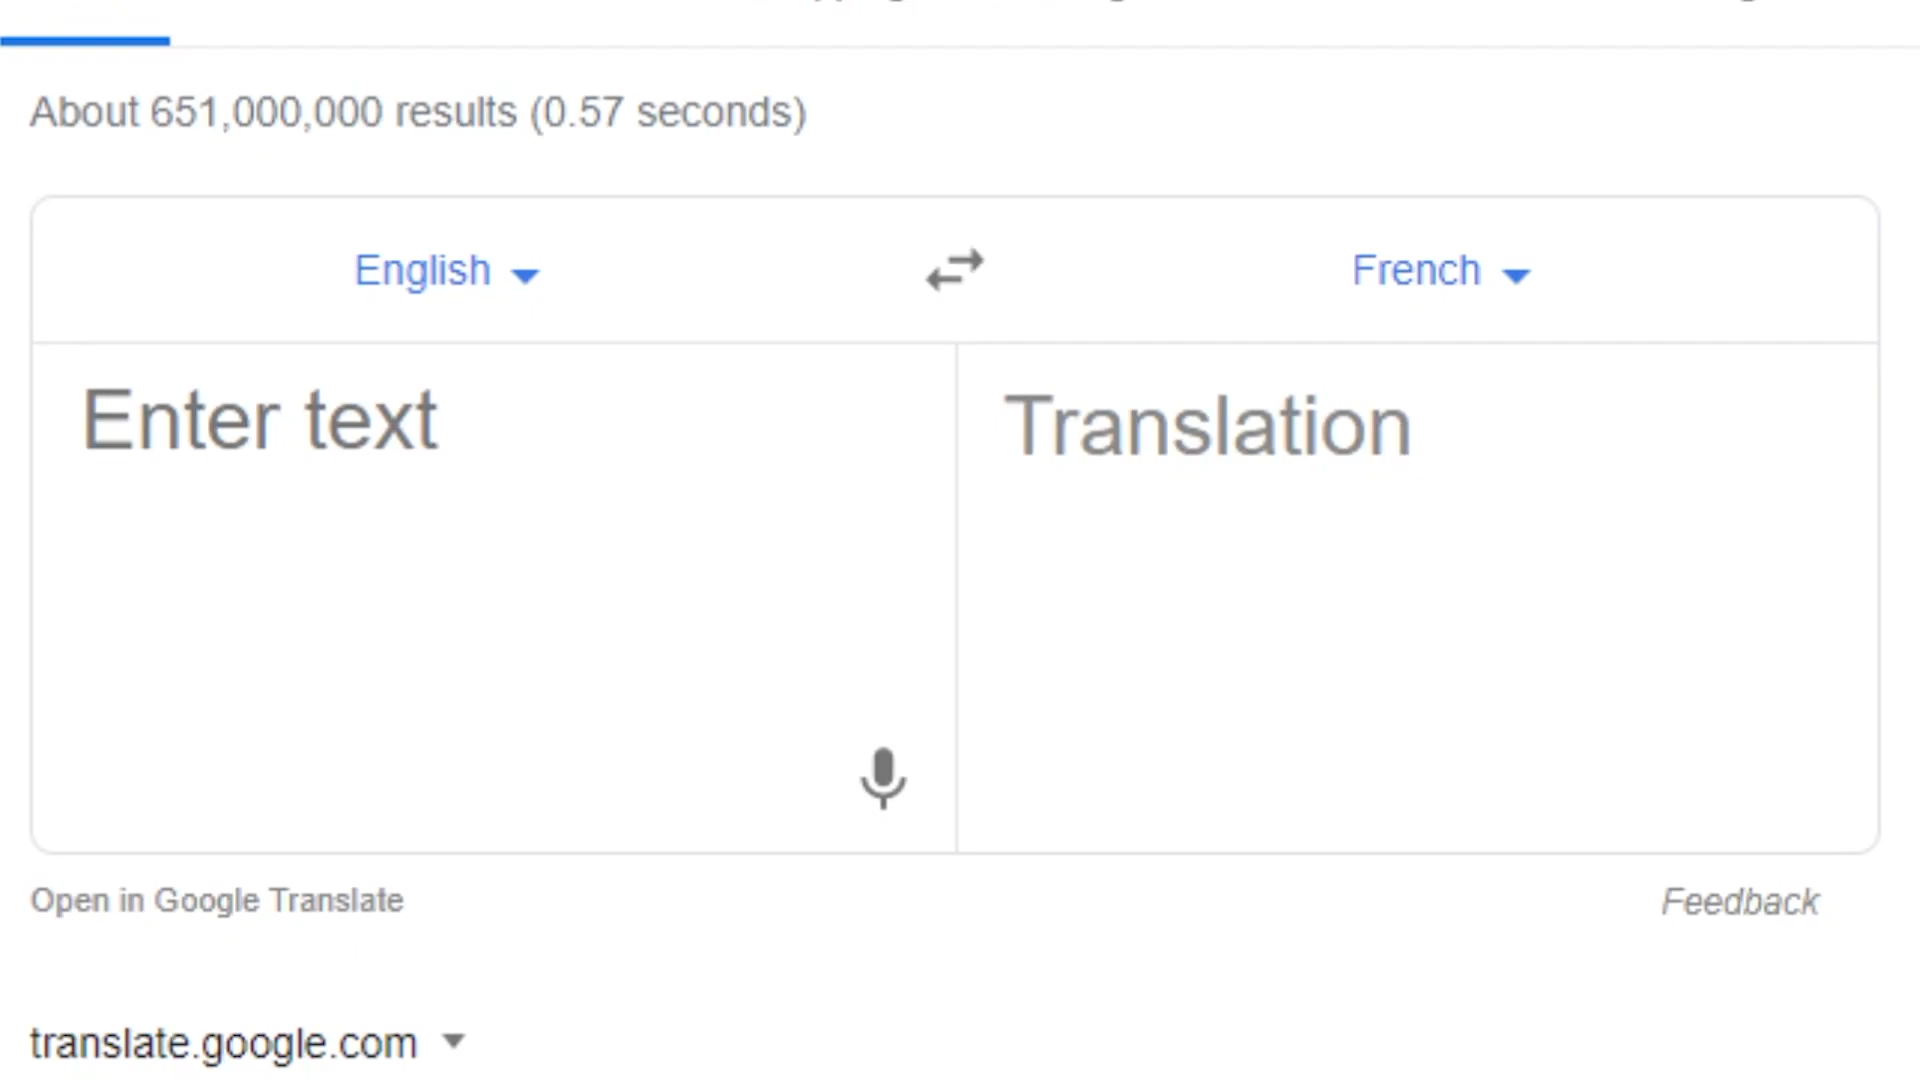 About 651,000,000 results (0.57 seconds)
English
French
Enter text
Translation
Open in Google Translate
Feedback
translate.google.com